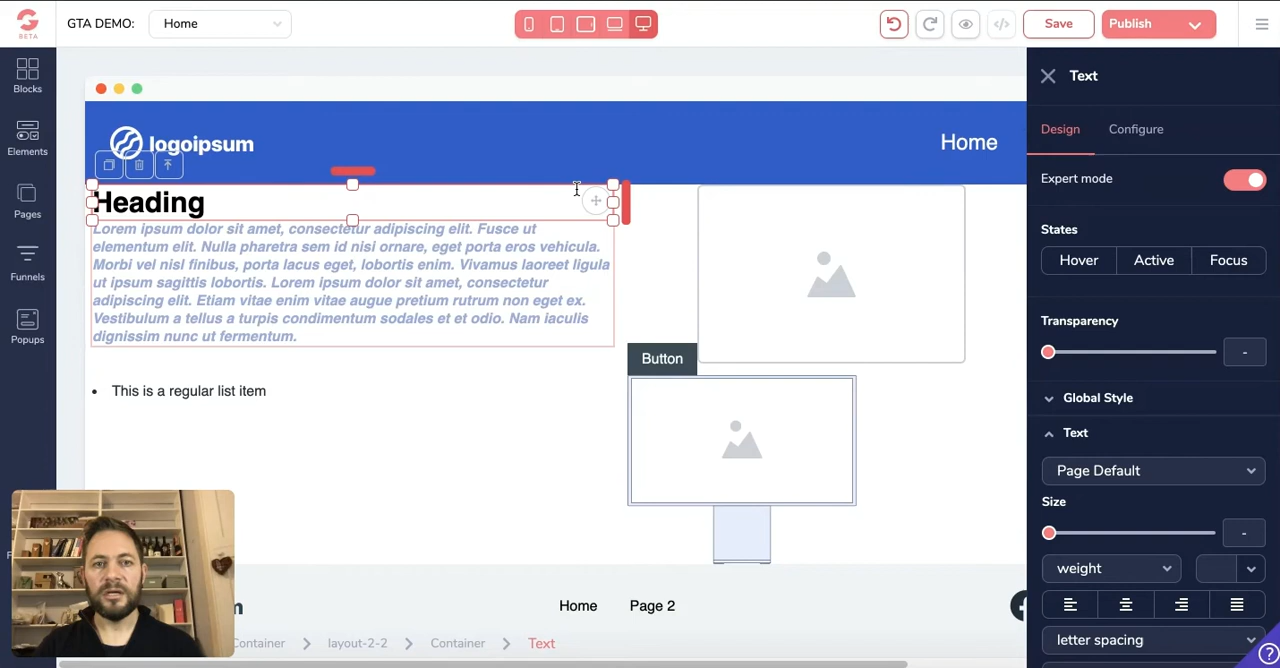 BETA
GTA DEMO:
Home
Save
Publish
Blocks
Elements
Pages
Funnels
Popups
logoipsum
Home
Heading
Lorem ipsum dolor sit amet, consectetur adipiscing elit. Fusce ut
elementum elit. Nulla pharetra sem id nisi ornare, eget porta eros vehicula.
Morbi vel nisl finibus, porta lacus eget, lobortis enim. Vivamus laoreet ligula
ut ipsum sagittis lobortis. Lorem ipsum dolor sit amet, consectetur
adipiscing elit. Etiam vitae enim vitae augue pretium rutrum non eget ex.
Vestibulum a tellus a turpis condimentum sodales et et odio. Nam iaculis
dignissim nunc ut fermentum.
This is a regular list item
Button
Home
Page 2
Container
layout-2-2
Container
Text
Text
Design
Configure
Expert mode
States
Hover
Active
Focus
Transparency
-
Global Style
Text
Page Default
Size
-
weight
letter spacing
?